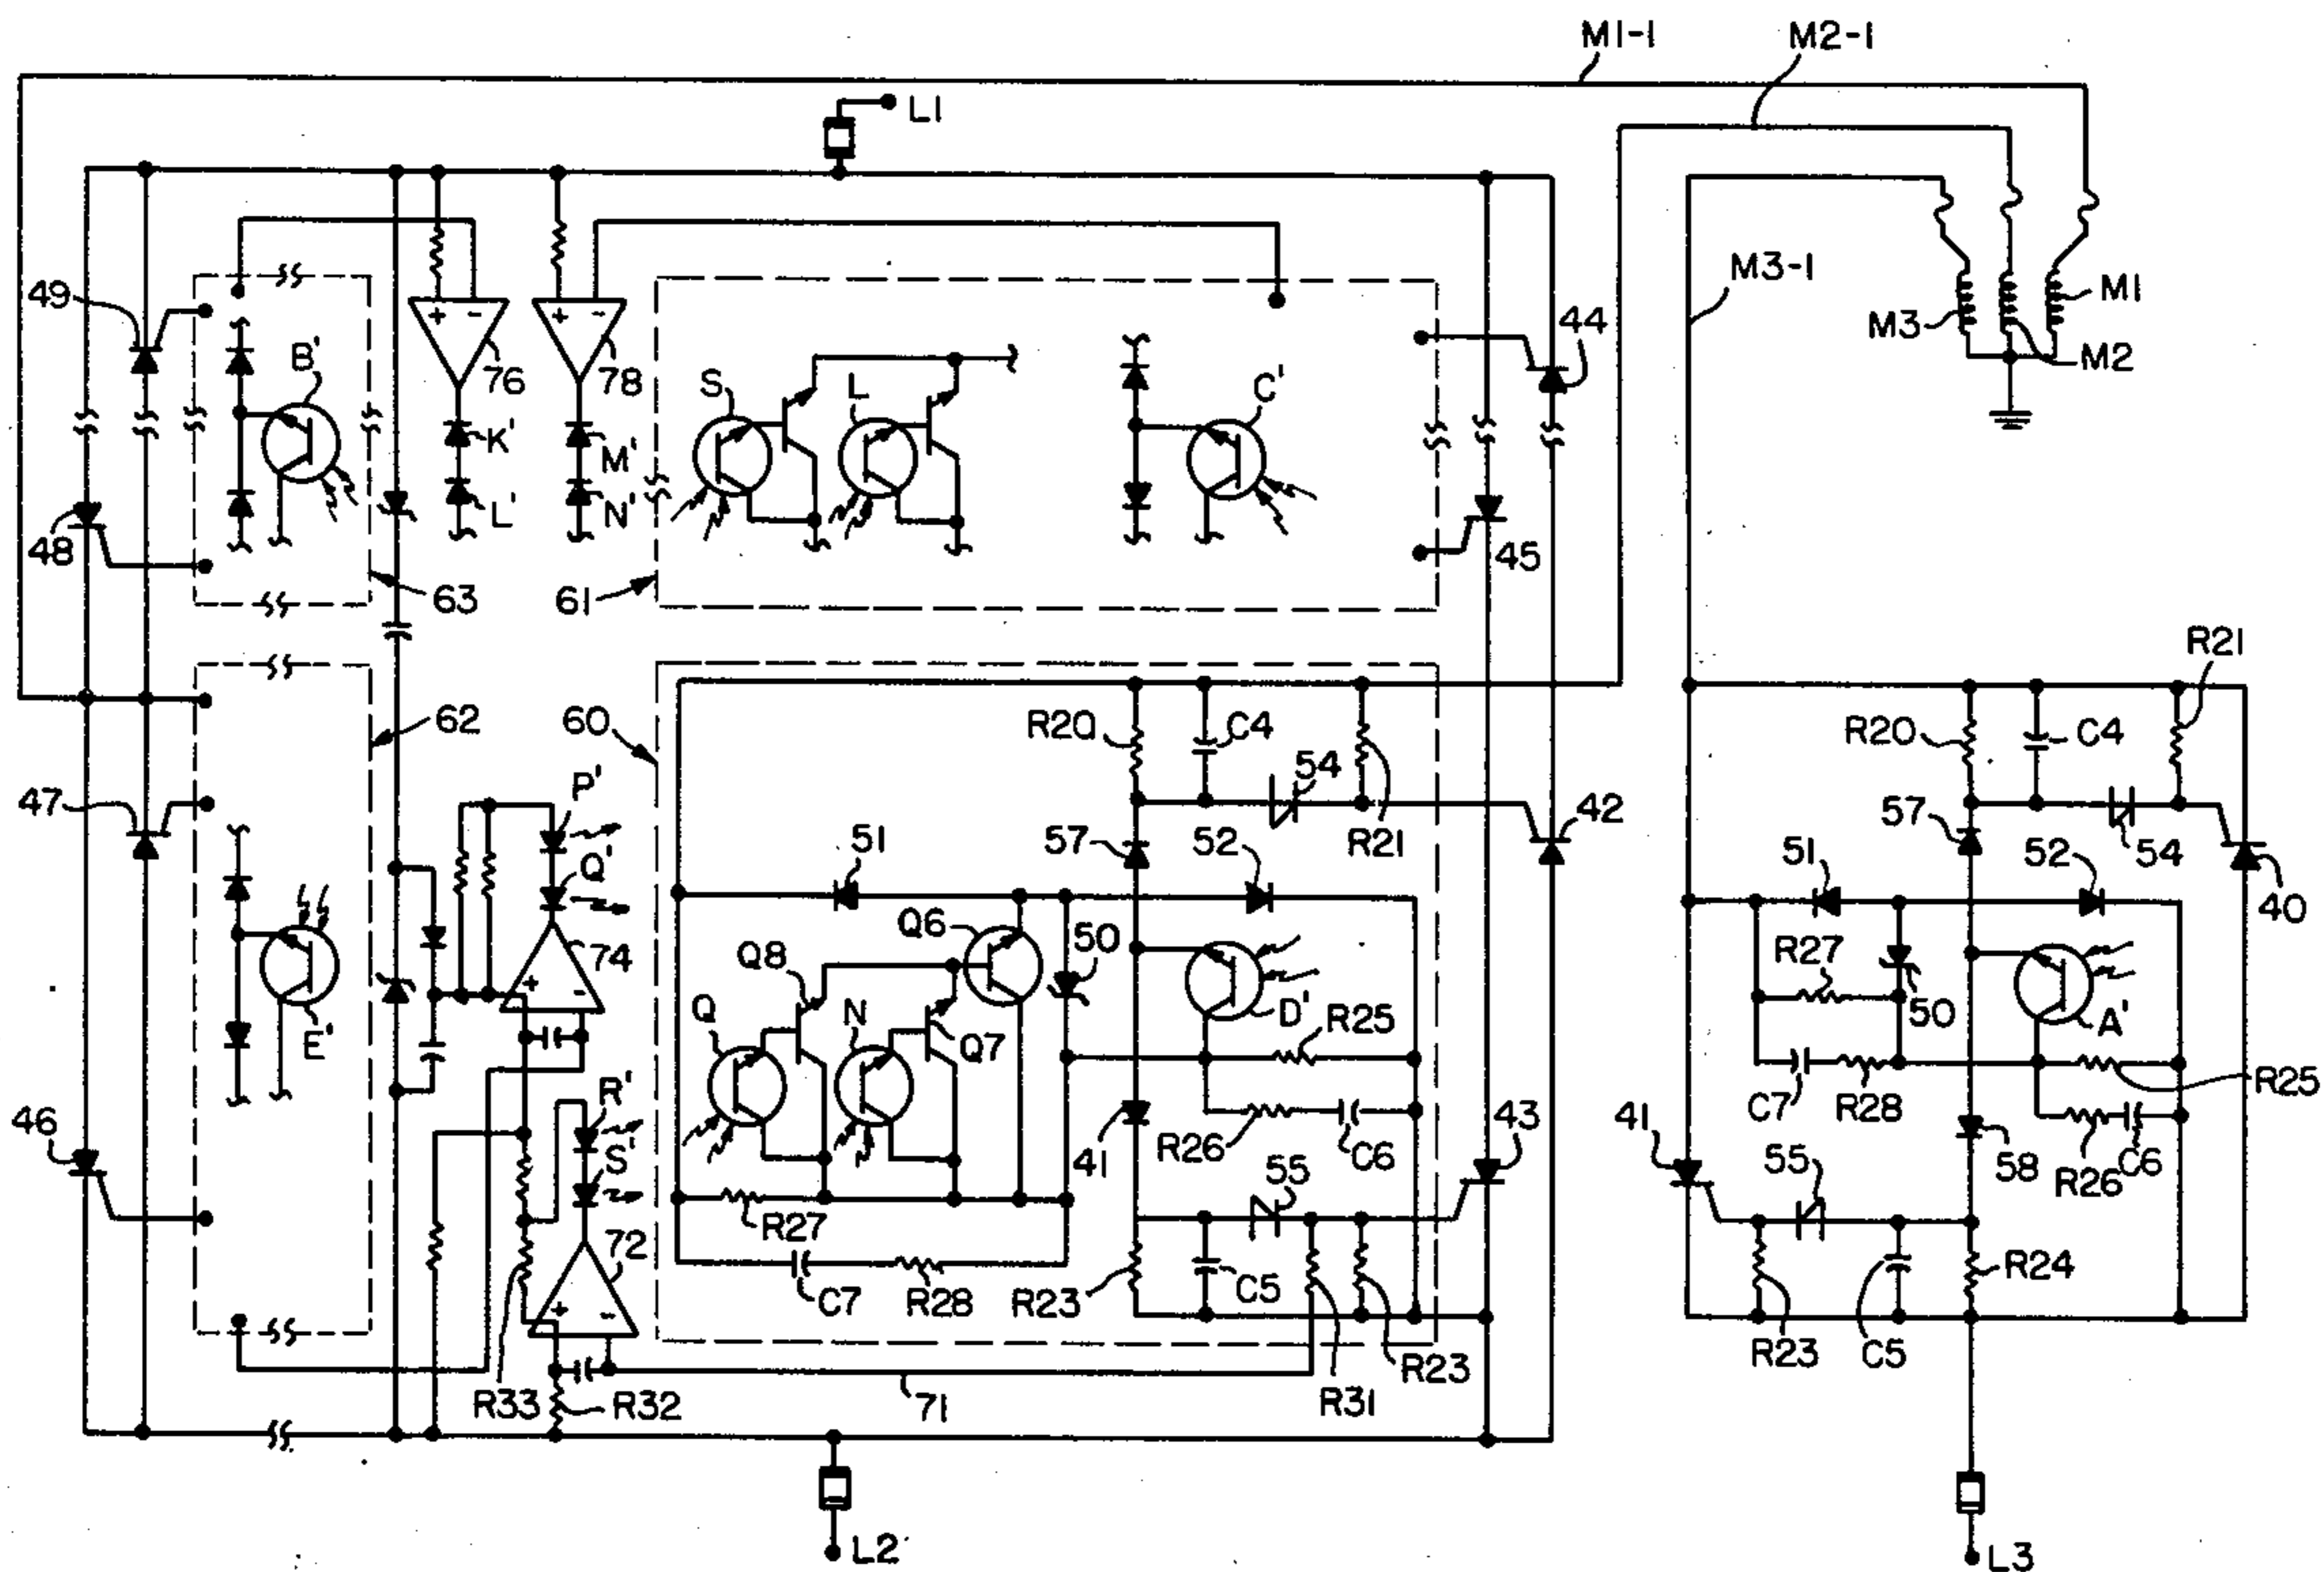 M1-1
M2-1
L1
M3-1
49
B'
+ -
+ -
44
M1
M3
M2
76
78
K'
M'
S
L
C'
L'
N'
48
45
63
61
R21
62
60
R20
C4
54
R20
C4
P'
47
42
R21
57
51
52
57
51
52
54
40
Q'
74
+ -
Q6
50
Q8
R27
50
A'
E'
Q
N
D'
R25
Q7
R'
R25
C7
R28
46
S'
41
R26
C6
43
41
55
58
R26
C6
55
R27
72
+ -
R24
C7
R28
R23
C5
R23
C5
R33
R32
71
R31
R23
L2
L3